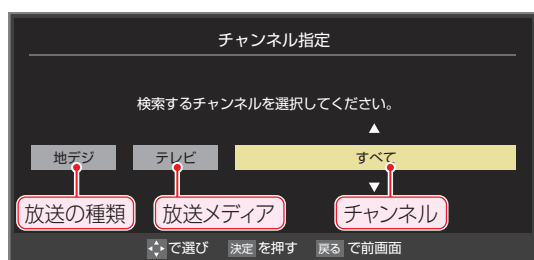 チャンネル指定
検索するチャンネルを選択してください。
▲
地デジ テレビ すべて
▼
放送の種類 放送メディア チャンネル
で選び 決定 を押す 戻る で前画面